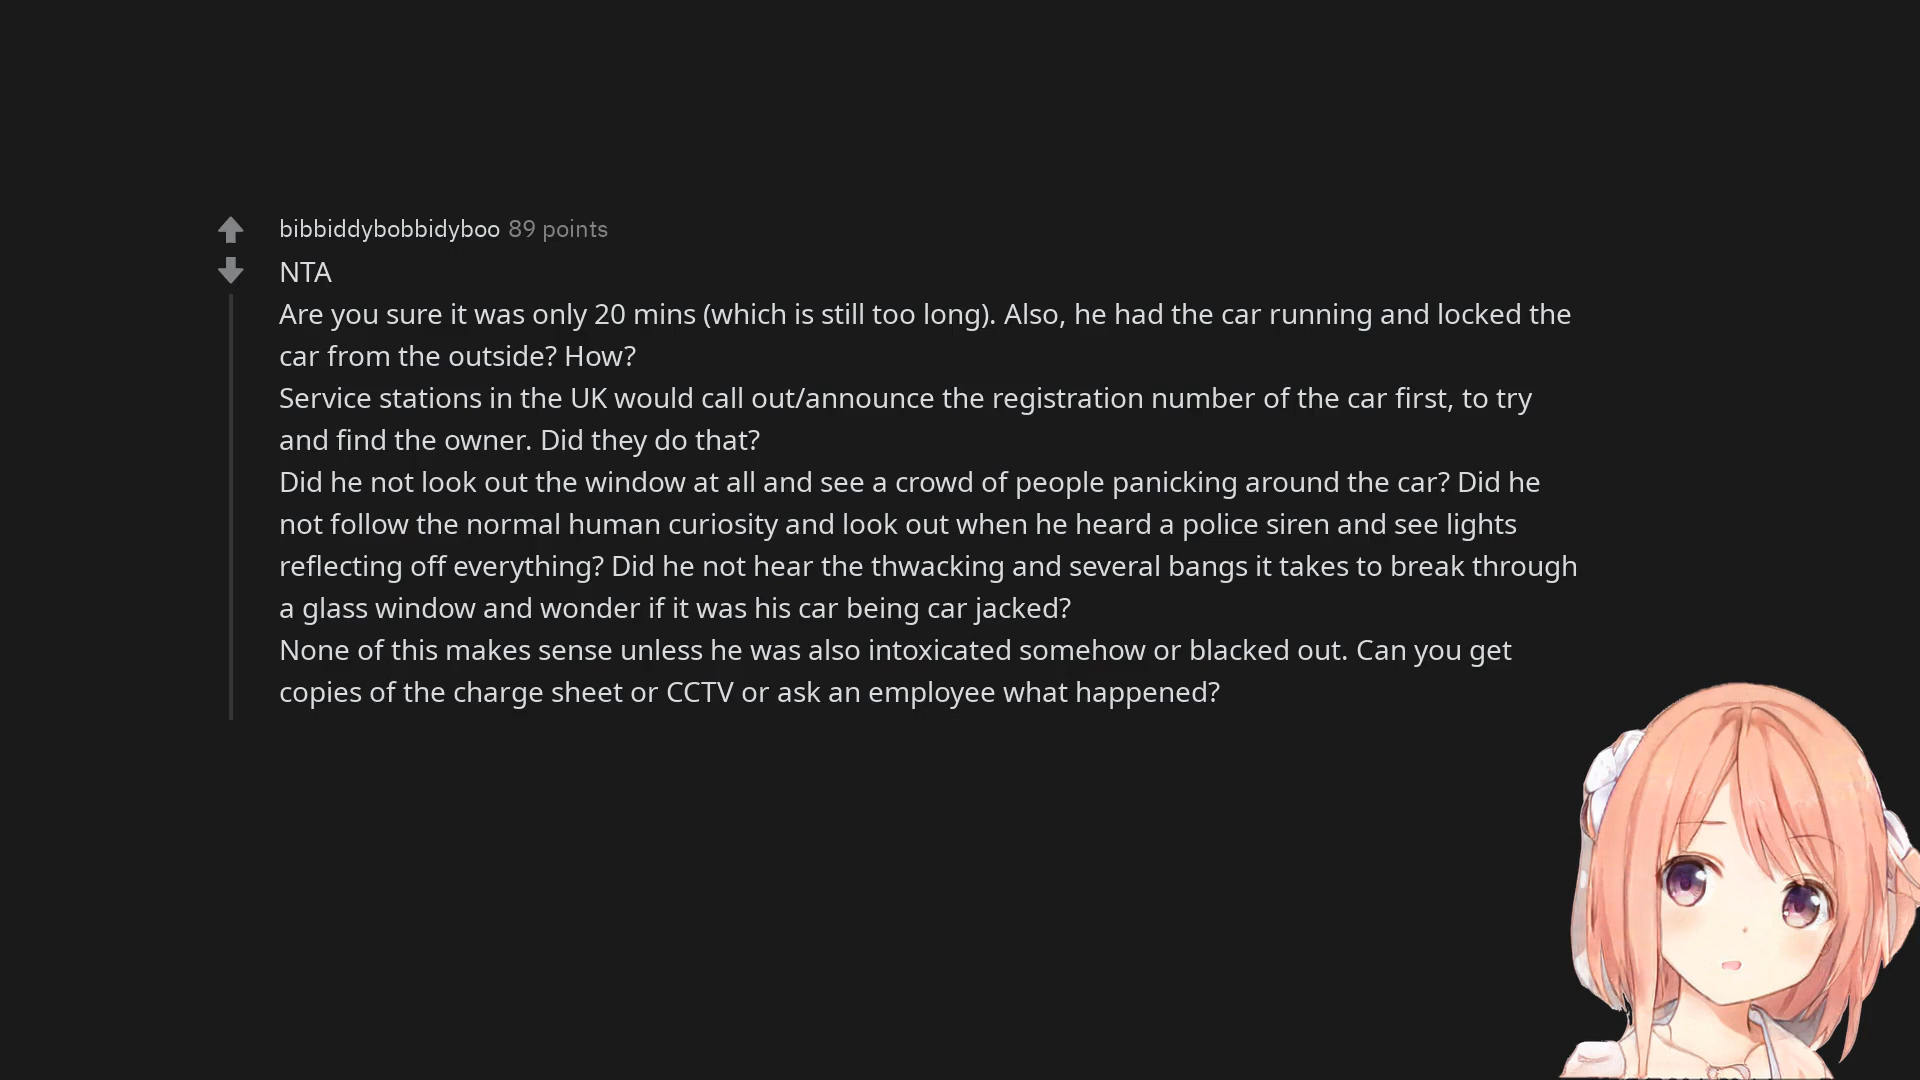 bibbiddybobbidyboo 89 points
NTA
Are you sure it was only 20 mins (which is still too long). Also, he had the car running and locked the
car from the outside? How?
Service stations in the UK would call out/announce the registration number of the car first, to try
and find the owner. Did they do that?
Did he not look out the window at all and see a crowd of people panicking around the car? Did he
not follow the normal human curiosity and look out when he heard a police siren and see lights
reflecting off everything? Did he not hear the thwacking and several bangs it takes to break through
a glass window and wonder if it was his car being car jacked?
None of this makes sense unless he was also intoxicated somehow or blacked out. Can you get
copies of the charge sheet or CCTV or ask an employee what happened?